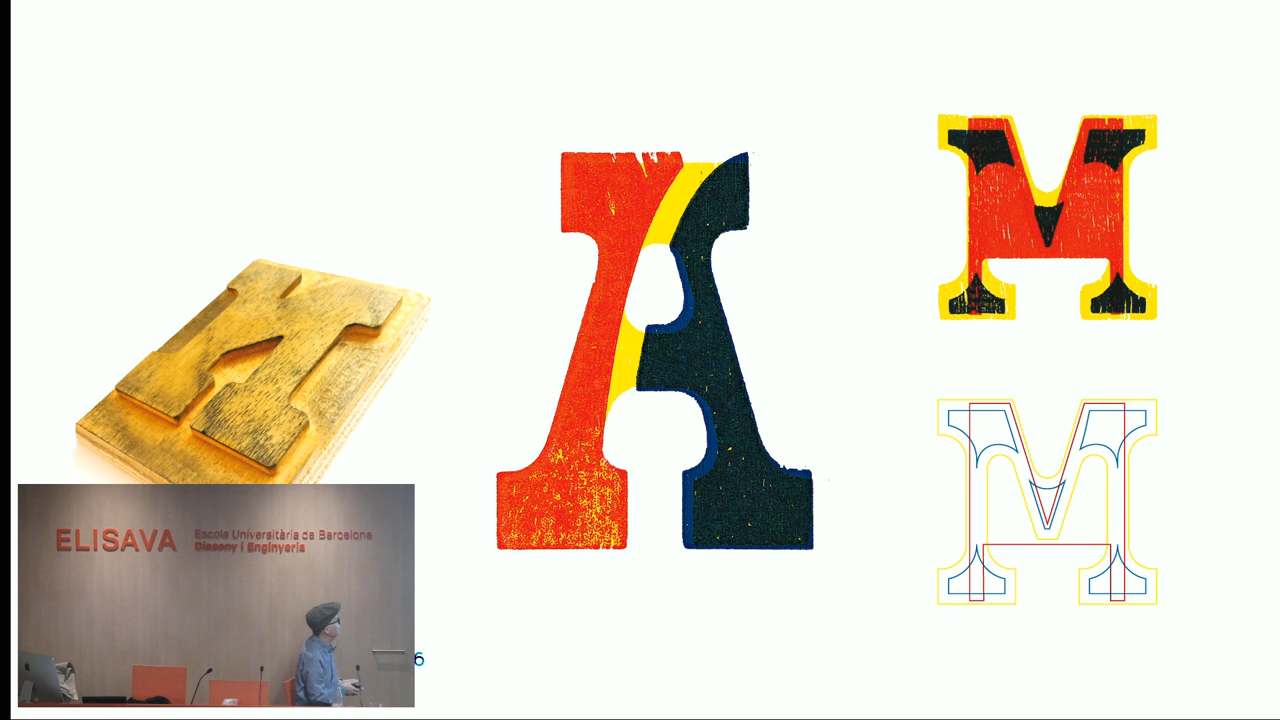 A
M
ELISAVA
Escola Universitària de Barcelona
Disseny i Enginyeria
6